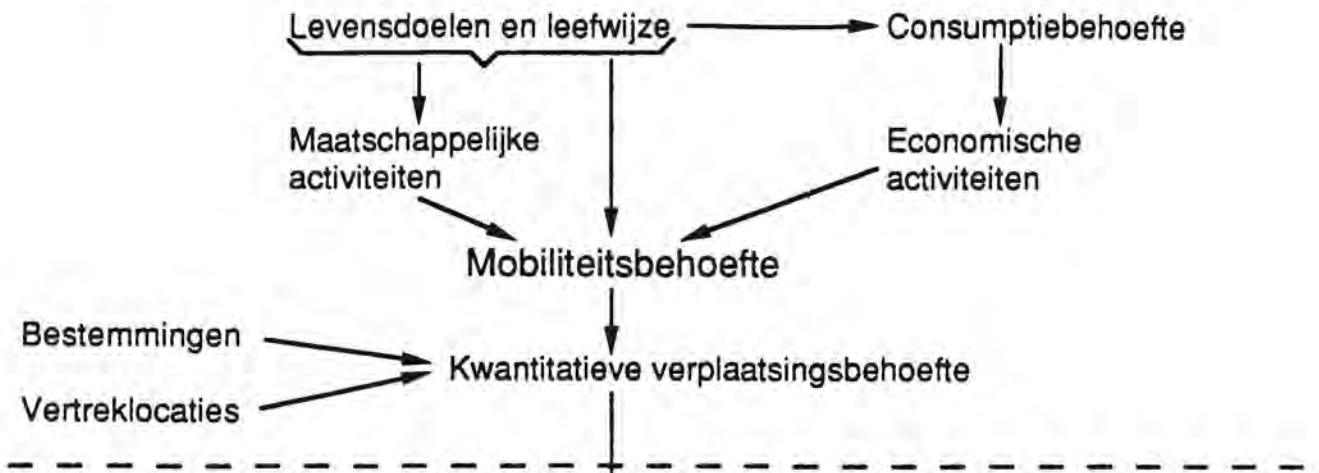 Levensdoelen en leefwijze
Consumptiebehoefte
Maatschappelijke
activiteiten
Economische
activiteiten
Mobiliteitsbehoefte
Bestemmingen
Kwantitatieve verplaatsingsbehoefte
Vertreklocaties